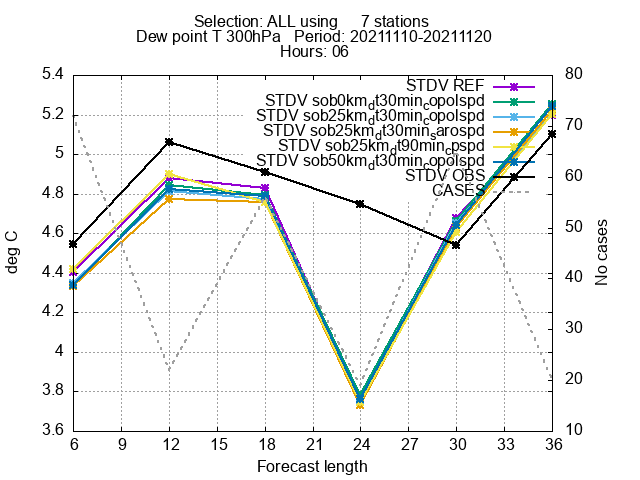 Selection: ALL using 7 stations
Dew point T 300hPa Period: 20211110-20211120
Hours: 06
5.4
5.2
5
4.8
4.6
4.4
4.2
4
3.8
3.6
deg C
80
70
60
50
40
30
20
10
No cases
STDV REF
STDV sob0km_dt30min_copolspd
STDV sob25km_dt30min_copolspd
STDV sob25km_dt30min_sarospd
STDV sob25km_dt90min_cpspd
STDV sob50km_dt30min_copolspd
STDV OBS
CASES
6 9 12 15 18 21 24 27 30 33 36
Forecast length